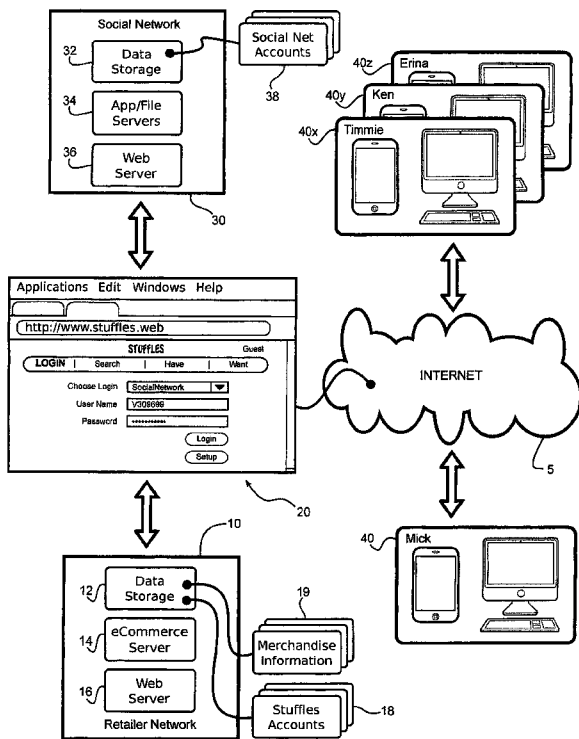 Social Network
32
Data Storage
34
App/File Servers
36
Web Server
30
Social Net Accounts
38
40z
Erina
40y
Ken
40x
Timmie
Applications Edit Windows Help
http://www.stuffles.web
STUFFLES
Guest
LOGIN | Search | Have | Want
Choose Login
SocialNetwork
User Name
V309699
Password
***********
Login
Setup
20
INTERNET
5
10
12
Data Storage
14
eCommerce Server
16
Web Server
Retailer Network
19
Merchandise Information
Stuffles Accounts
18
40
Mick